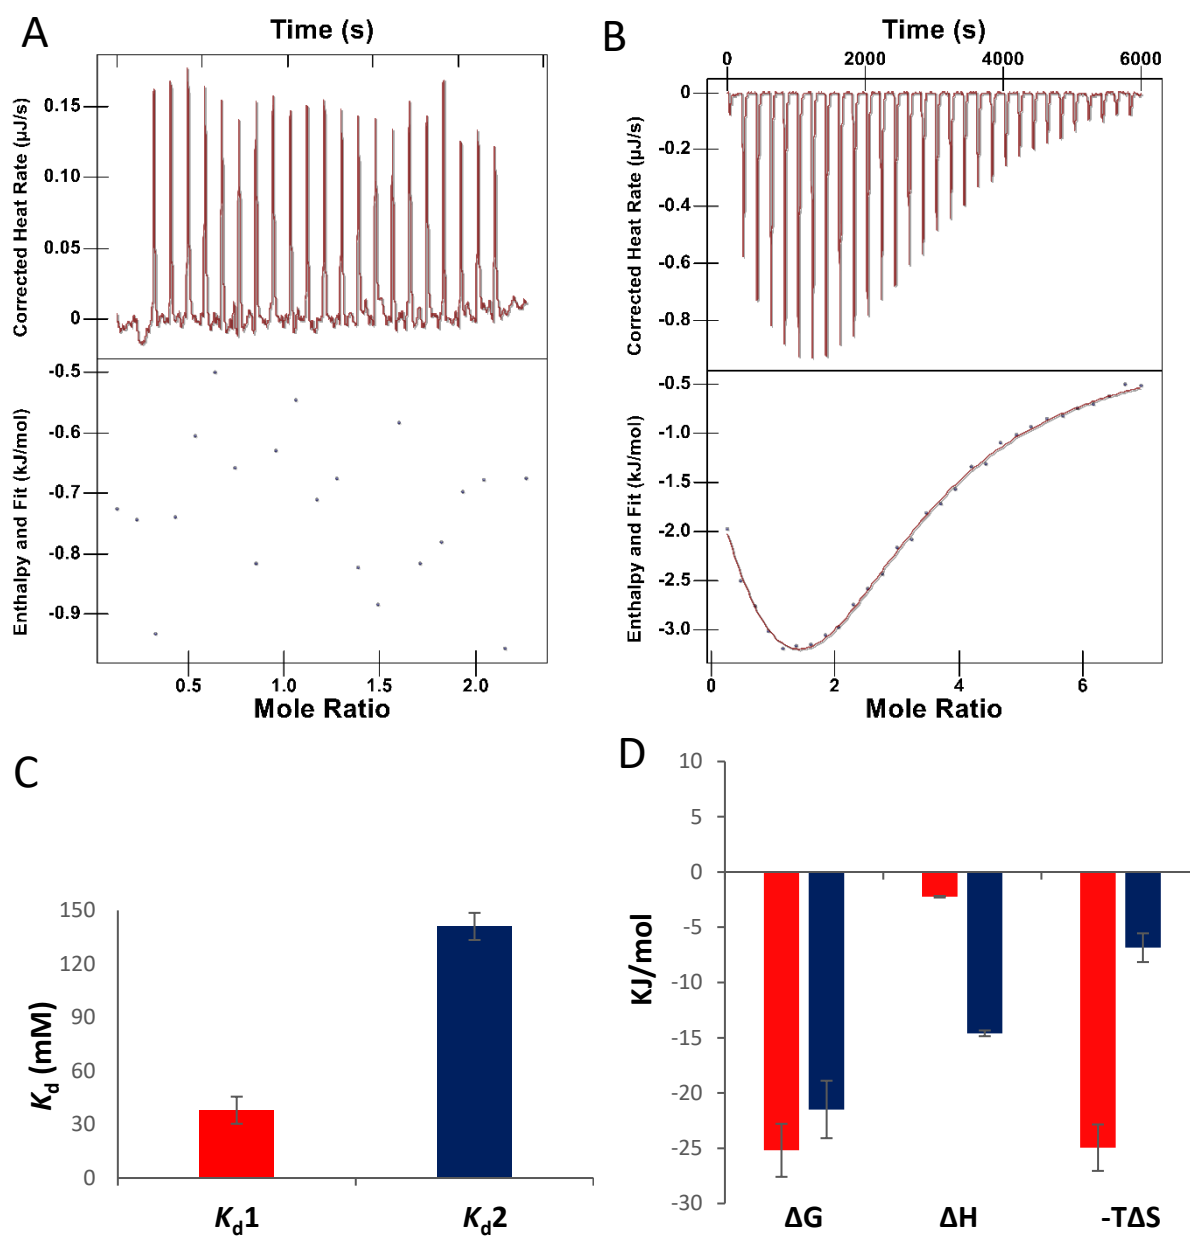 A
Time (s)
0.15
0.10
0.05
0
Corrected Heat Rate (µJ/s)
-0.5
-0.6
-0.7
-0.8
-0.9
Enthalpy and Fit (kJ/mol)
0.5 1.0 1.5 2.0
Mole Ratio
B
Time (s)
0 2000 4000 6000
0
-0.2
-0.4
-0.6
-0.8
Corrected Heat Rate (µJ/s)
-0.5
-1.0
-1.5
-2.0
-2.5
-3.0
Enthalpy and Fit (kJ/mol)
0 2 4 6
Mole Ratio
C
150
120
90
60
30
0
Kd (mM)
Kd1 Kd2
D
10
5
0
-5
-10
-15
-20
-25
-30
KJ/mol
ΔG ΔH -TΔS